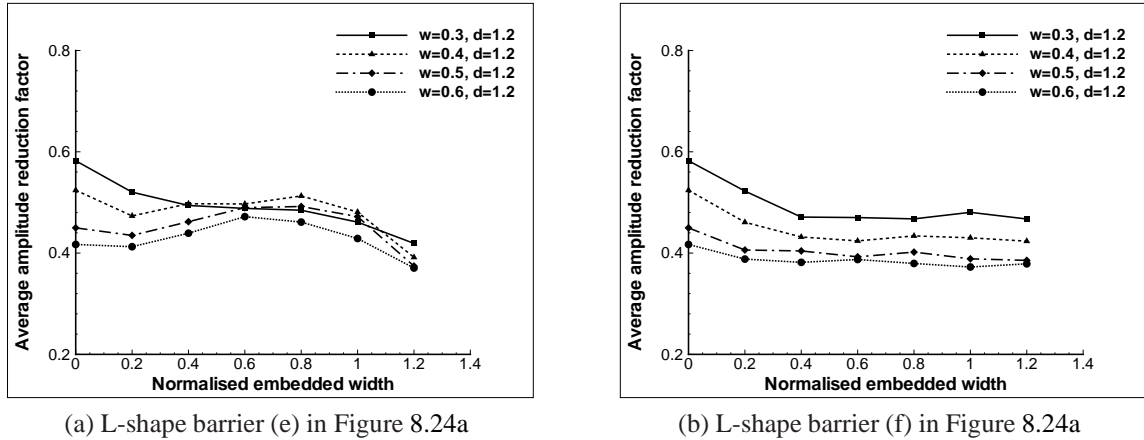 w=0.3, d=1.2
w=0.4, d=1.2
w=0.5, d=1.2
w=0.6, d=1.2
Average amplitude reduction factor
0.8
0.6
0.4
0.2
0 0.2 0.4 0.6 0.8 1 1.2 1.4
Normalised embedded width
(a) L-shape barrier (e) in Figure 8.24a
w=0.3, d=1.2
w=0.4, d=1.2
w=0.5, d=1.2
w=0.6, d=1.2
Average amplitude reduction factor
0.8
0.6
0.4
0.2
0 0.2 0.4 0.6 0.8 1 1.2 1.4
Normalised embedded width
(b) L-shape barrier (f) in Figure 8.24a